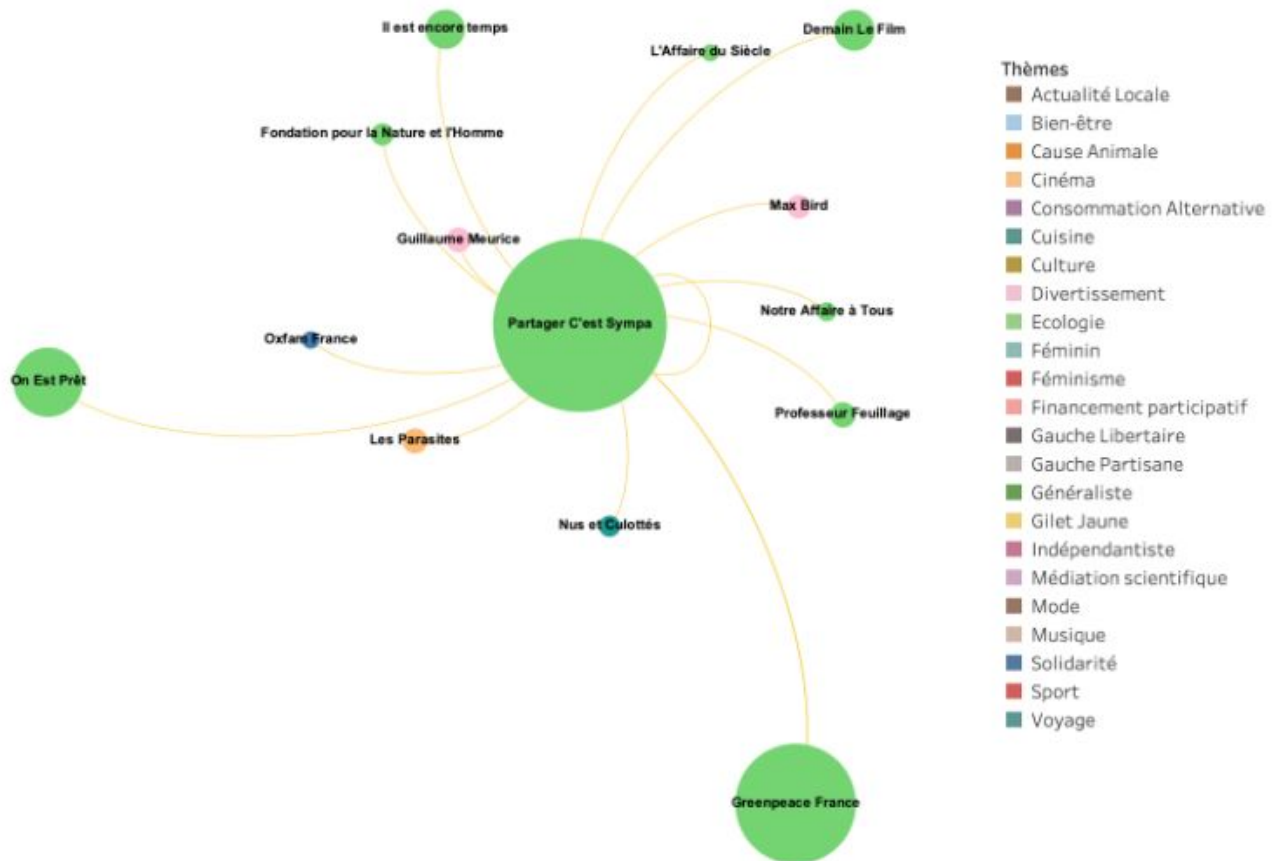 Il est encore temps
Demain Le Film
L'Affaire du Siècle
Fondation pour la Nature et l'Homme
Max Bird
Guillaume Meurice
Notre Affaire à Tous
Partager C'est Sympa
Oxfam France
On Est Prêt
Professeur Feuillage
Les Parasites
Nus et Culottés
Greenpeace France
Thèmes
Actualité Locale
Bien-être
Cause Animale
Cinéma
Consommation Alternative
Cuisine
Culture
Divertissement
Ecologie
Féminin
Féminisme
Financement participatif
Gauche Libertaire
Gauche Partisane
Généraliste
Gilet Jaune
Indépendantiste
Médiation scientifique
Mode
Musique
Solidarité
Sport
Voyage